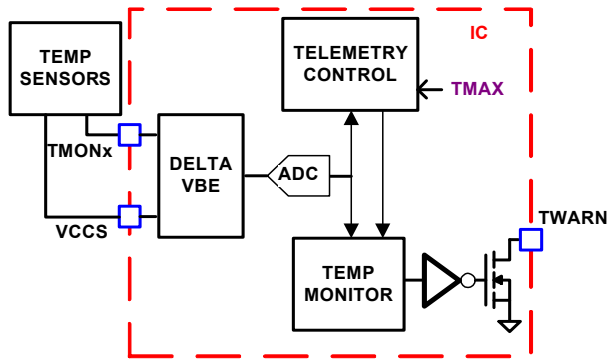 IC
TEMP
SENSORS
TELEMETRY
CONTROL
TMAX
TMONx
DELTA
VBE
ADC
VCCS
TWARN
TEMP
MONITOR